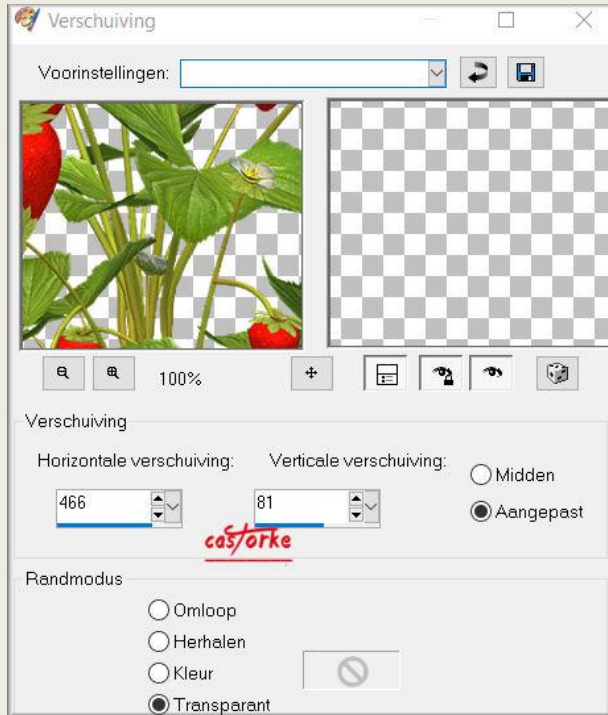 Verschuiving
Voorinstellingen:
100%
Verschuiving
Horizontale verschuiving:
Verticale verschuiving:
466
81
Midden
Aangepast
castorke
Randmodus
Omloop
Herhalen
Kleur
Transparant